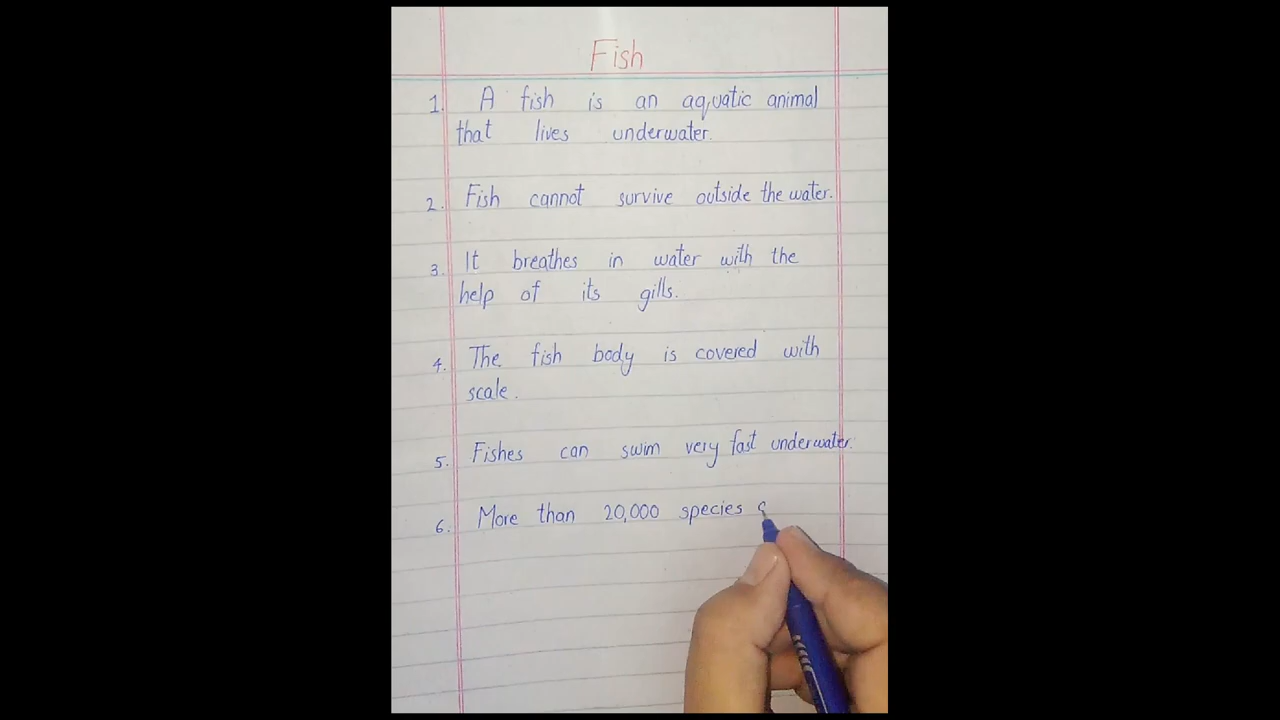 Fish
1. A fish is an aquatic animal
that lives underwater.
2. Fish cannot survive outside the water.
3. It breathes in water with the
help of its gills.
4. The fish body is covered with
scale.
5. Fishes can swim very fast underwater.
6. More than 20,000 species